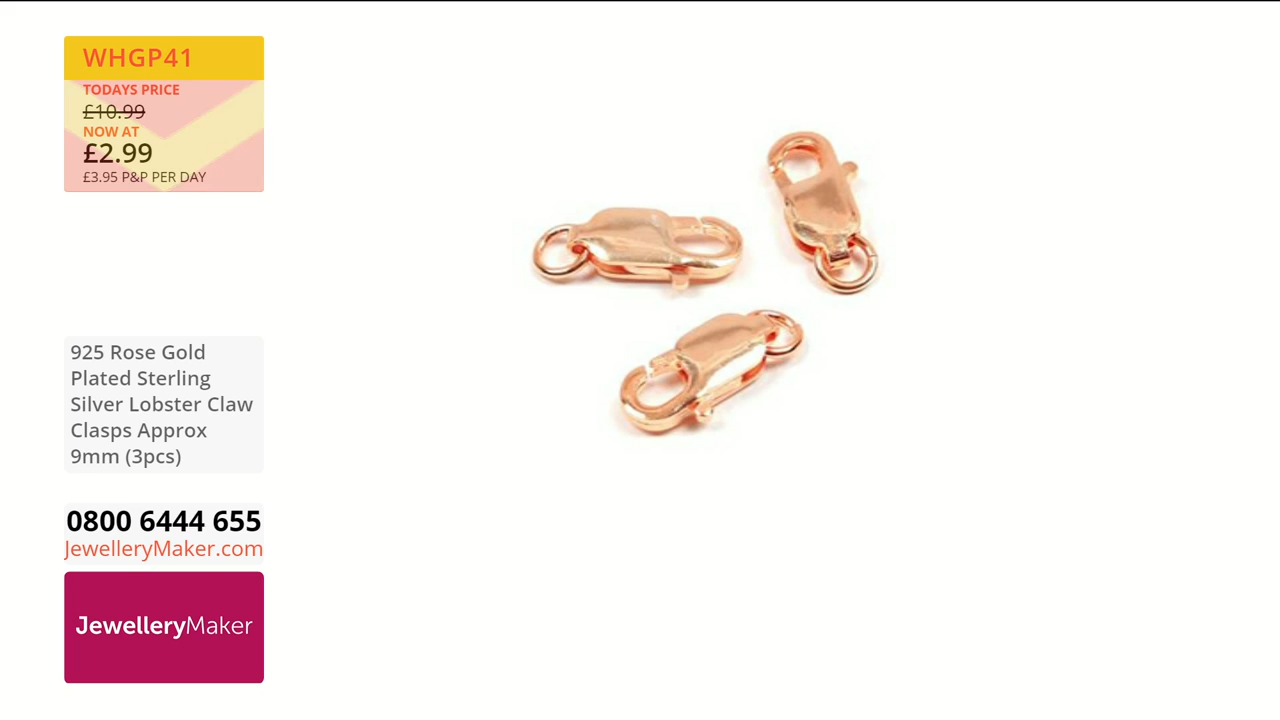 WHGP41
TODAYS PRICE
£10.99
NOW AT
£2.99
£3.95 P&P PER DAY
925 Rose Gold
Plated Sterling
Silver Lobster Claw
Clasps Approx
9mm (3pcs)
0800 6444 655
JewelleryMaker.com
JewelleryMaker